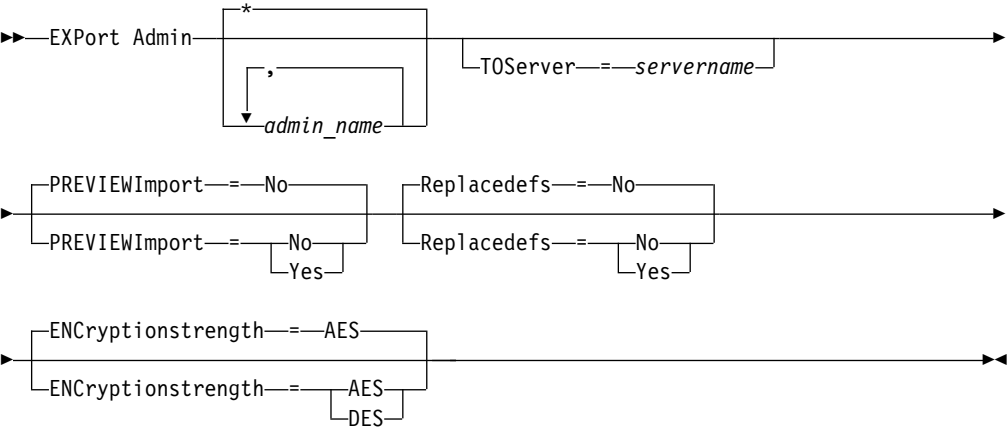 *
EXPort Admin
TOServer = servername
,
admin_name
PREVIEWImport = No
Replacedefs = No
PREVIEWImport = No
Yes
Replacedefs = No
Yes
ENCryptionstrength = AES
ENCryptionstrength = AES
DES